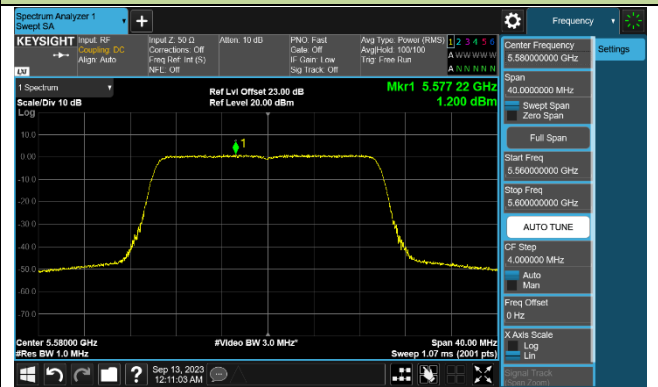 Spectrum Analyzer 1
Swept SA
Frequency
KEYSIGHT
Input: RF
Coupling: DC
Align: Auto
Input Z: 50 Ω
Corrections: Off
Freq Ref: Int (S)
NFE: Off
Atten: 10 dB
PNO: Fast
Gate: Off
IF Gain: Low
Sig Track: Off
Avg Type: Power (RMS)
Avg|Hold: 100/100
Trig: Free Run
1 2 3 4 5 6
A W W W W W
A N N N N N
LXI
1 Spectrum
Scale/Div 10 dB
Log
Ref Lvl Offset 23.00 dB
Ref Level 20.00 dBm
Mkr1 5.577 22 GHz
1.200 dBm
1
10.0
0.00
-10.0
-20.0
-30.0
-40.0
-50.0
-60.0
-70.0
Center 5.58000 GHz
#Res BW 1.0 MHz
#Video BW 3.0 MHz*
Span 40.00 MHz
Sweep 1.07 ms (2001 pts)
Sep 13, 2023
12:11:03 AM
Center Frequency
5.580000000 GHz
Settings
Span
40.0000000 MHz
Swept Span
Zero Span
Full Span
Start Freq
5.560000000 GHz
Stop Freq
5.600000000 GHz
AUTO TUNE
CF Step
4.000000 MHz
Auto
Man
Freq Offset
0 Hz
X Axis Scale
Log
Lin
Signal Track
(Span Zoom)